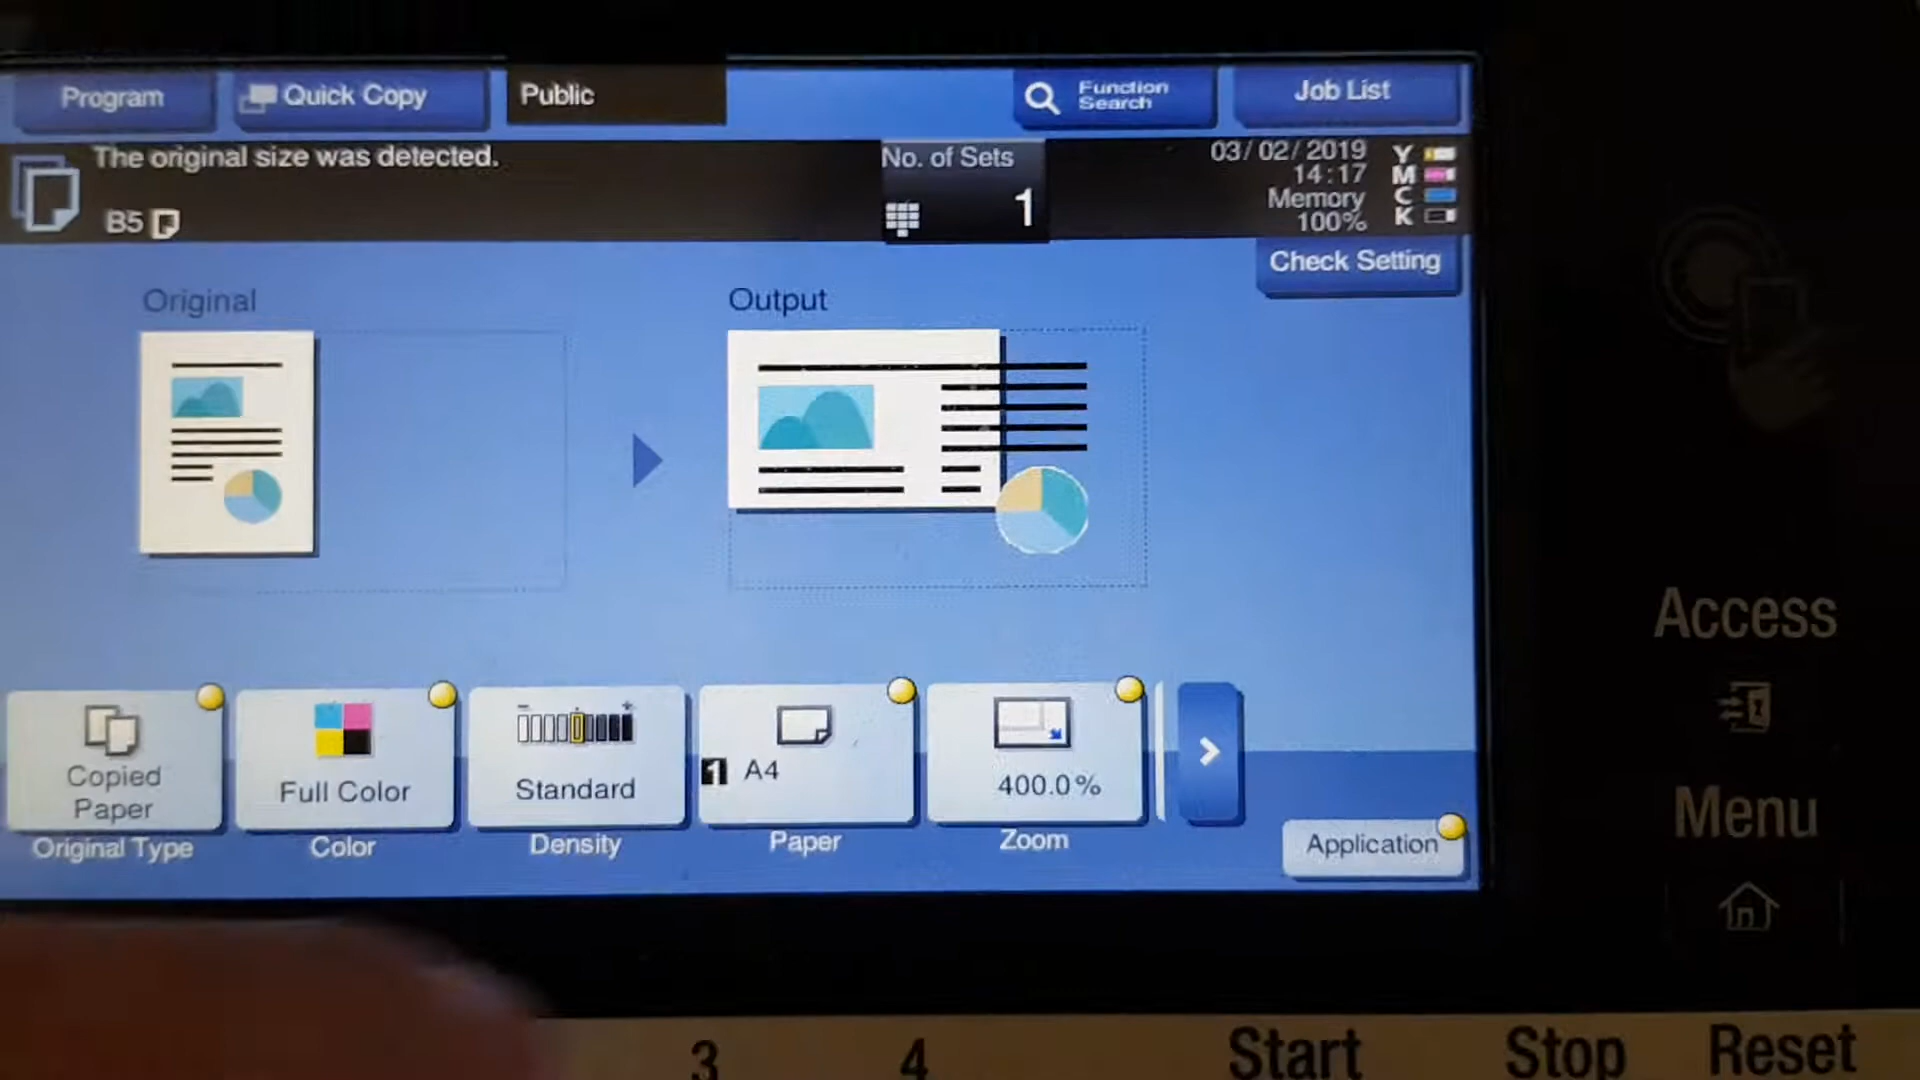 Program
Quick Copy
Public
Function
Search
Job List
The original size was detected.
B5
No. of Sets
1
03/02/2019
14:17
Memory
100%
Y
M
C
K
Check Setting
Original
Output
Copied
Paper
Original Type
Full Color
Color
- +
Standard
Density
1 A4
Paper
400.0%
Zoom
Application
Access
Menu
3
4
Start
Stop
Reset